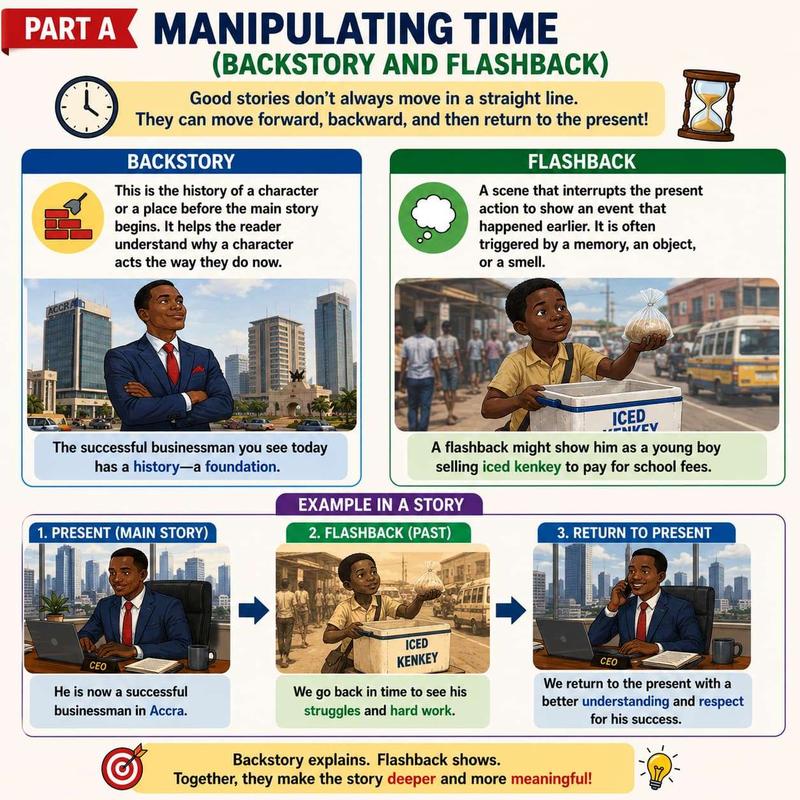 PART A
MANIPULATING TIME
(BACKSTORY AND FLASHBACK)
Good stories don't always move in a straight line.
They can move forward, backward, and then return to the present!
BACKSTORY
This is the history of a character
or a place before the main story
begins. It helps the reader
understand why a character
acts the way they do now.
ACCRA
The successful businessman you see today
has a history—a foundation.
FLASHBACK
A scene that interrupts the present
action to show an event that
happened earlier. It is often
triggered by a memory, an object,
or a smell.
ICED
KENKEY
A flashback might show him as a young boy
selling iced kenkey to pay for school fees.
EXAMPLE IN A STORY
1. PRESENT (MAIN STORY)
CEO
He is now a successful
businessman in Accra.
2. FLASHBACK (PAST)
ICED
KENKEY
We go back in time to see his
struggles and hard work.
3. RETURN TO PRESENT
CEO
We return to the present with a
better understanding and respect
for his success.
Backstory explains. Flashback shows.
Together, they make the story deeper and more meaningful!